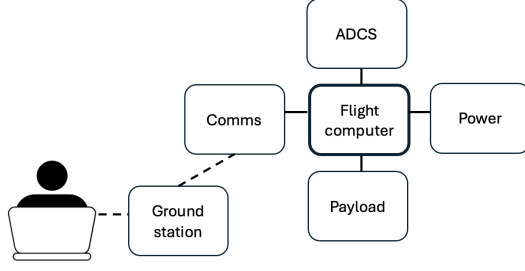 ADCS
Comms
Flight
computer
Power
Ground
station
Payload